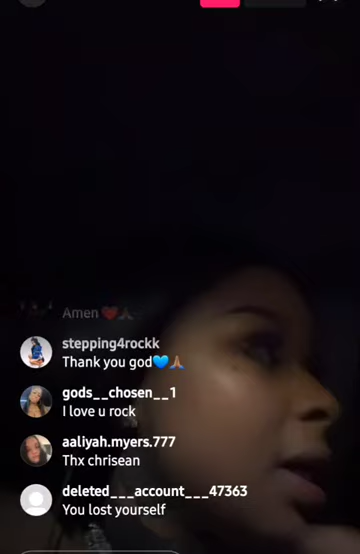 Amen ❤️🙏🏾
stepping4rockk
Thank you god💙🙏🏾
gods__chosen__1
I love u rock
aaliyah.myers.777
Thx chrisean
deleted___account___47363
You lost yourself